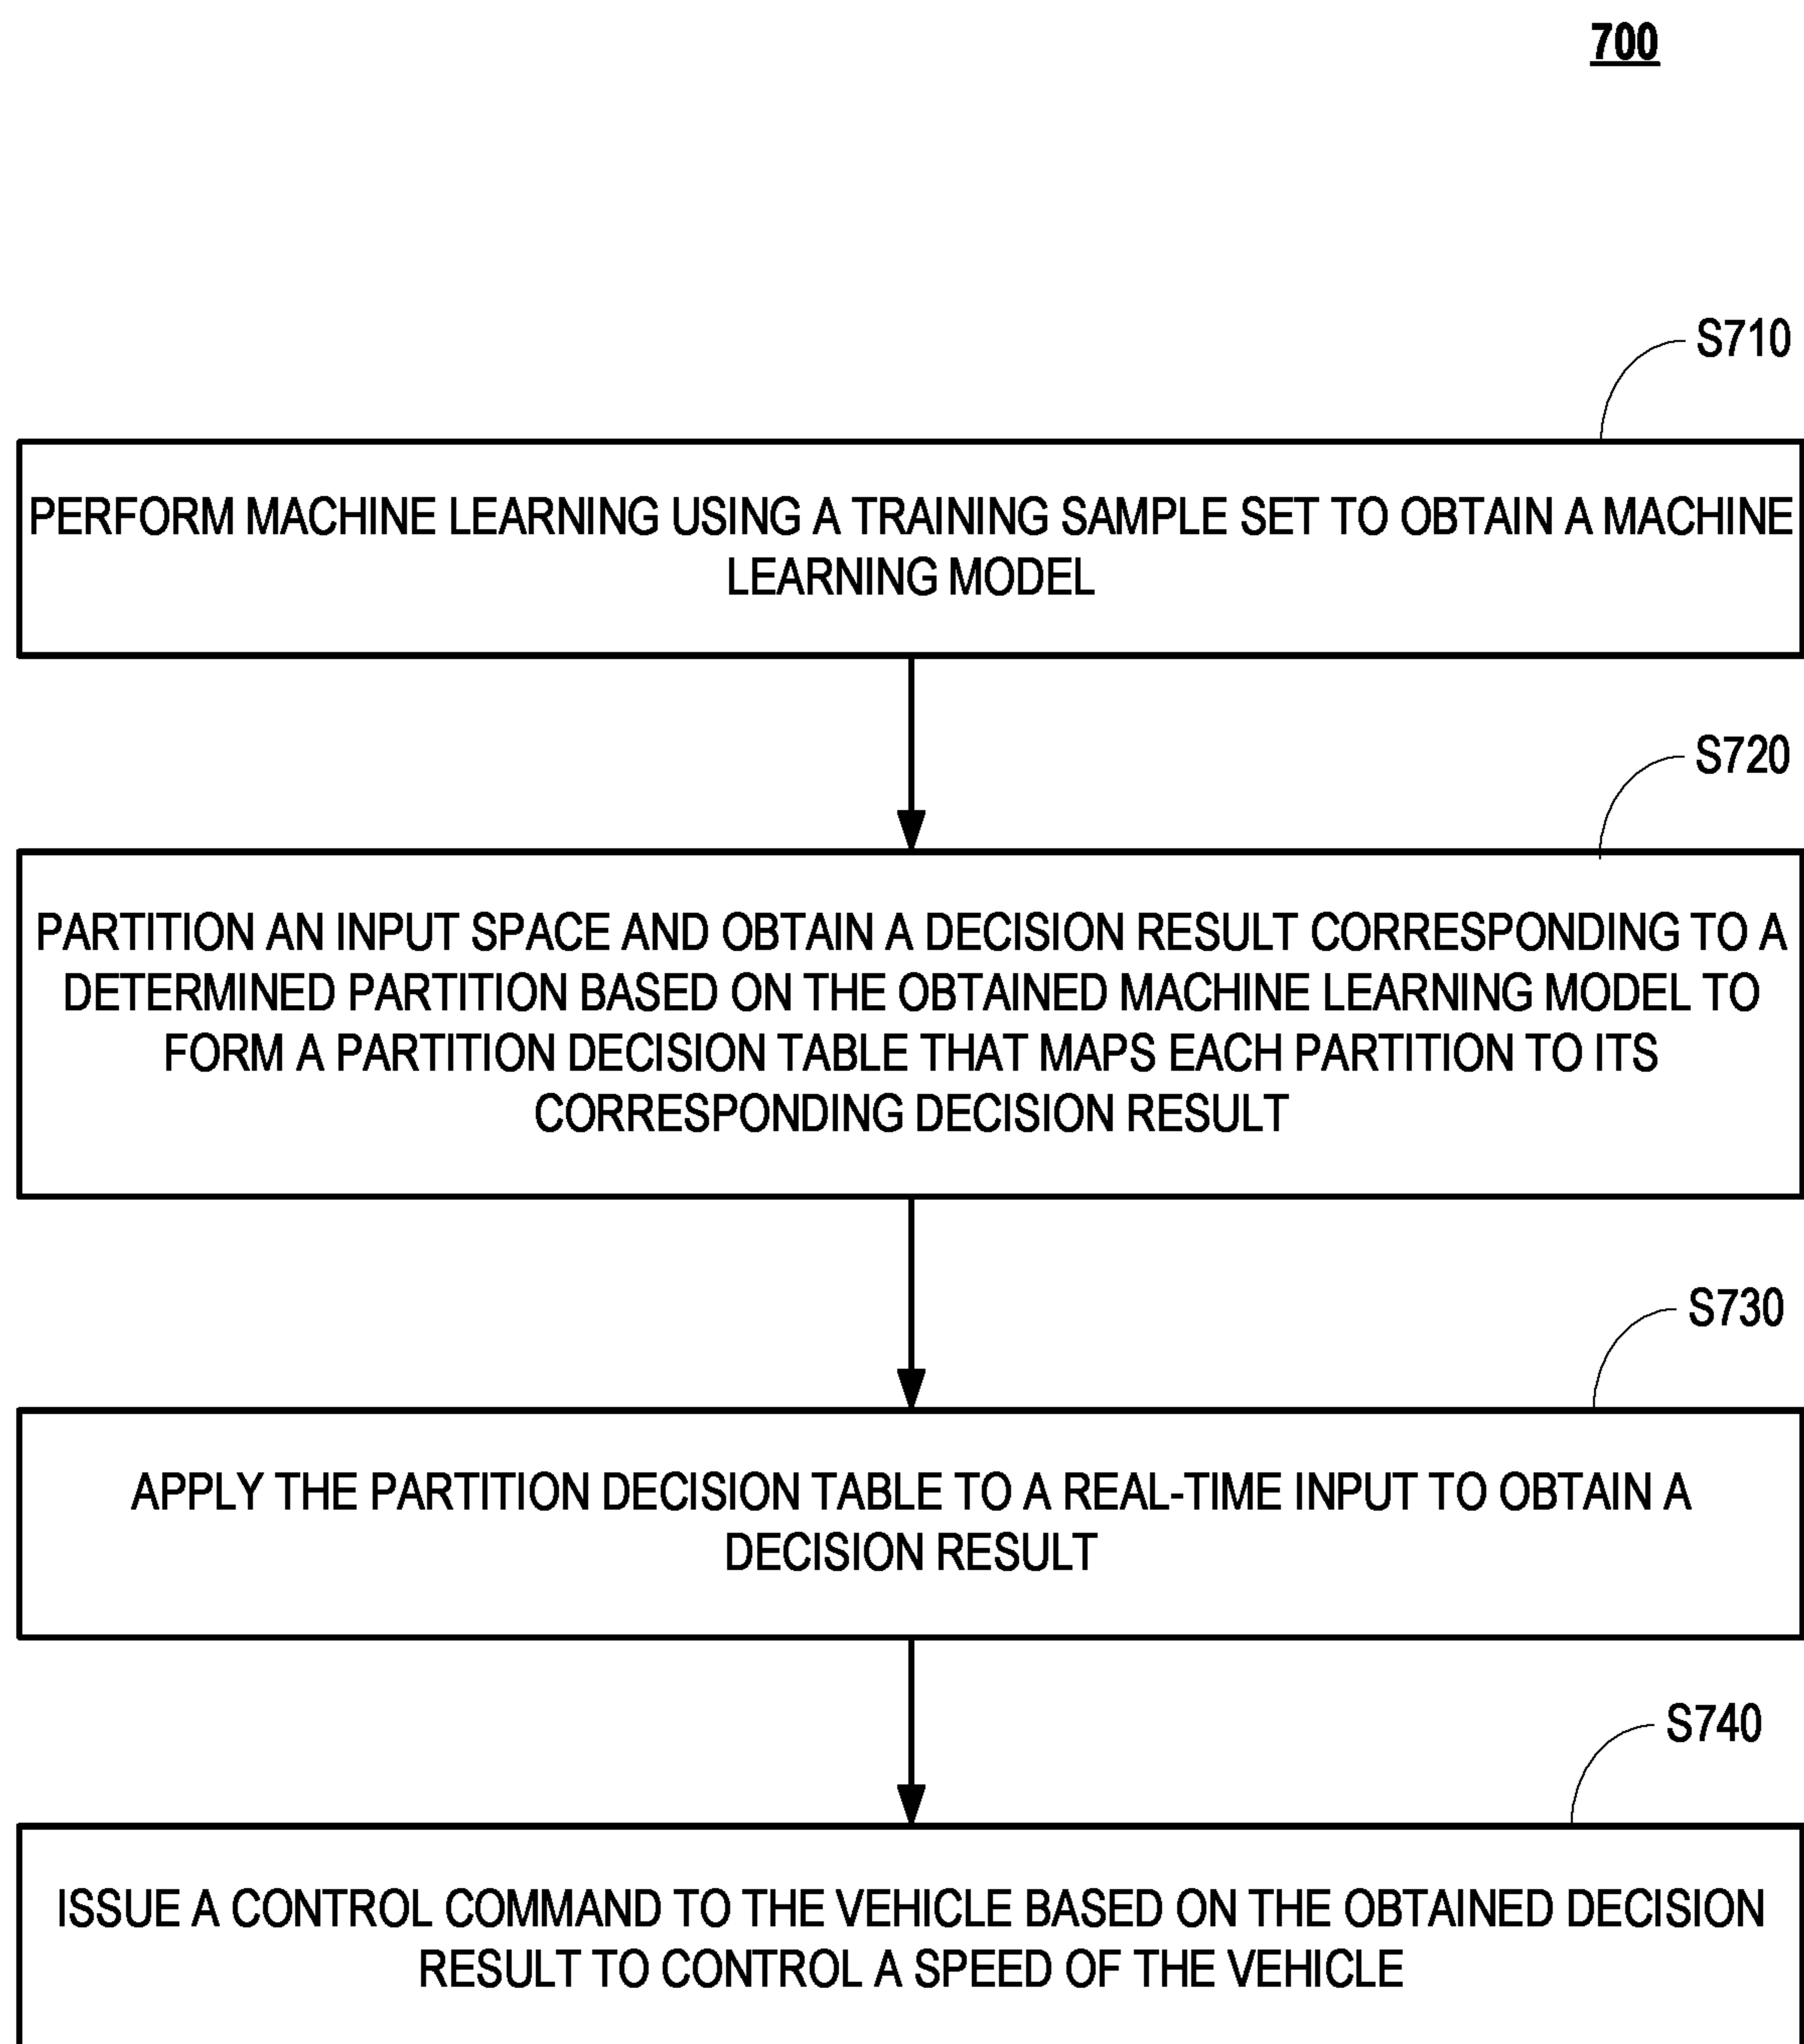 700
S710
PERFORM MACHINE LEARNING USING A TRAINING SAMPLE SET TO OBTAIN A MACHINE
LEARNING MODEL
S720
PARTITION AN INPUT SPACE AND OBTAIN A DECISION RESULT CORRESPONDING TO A
DETERMINED PARTITION BASED ON THE OBTAINED MACHINE LEARNING MODEL TO
FORM A PARTITION DECISION TABLE THAT MAPS EACH PARTITION TO ITS
CORRESPONDING DECISION RESULT
S730
APPLY THE PARTITION DECISION TABLE TO A REAL-TIME INPUT TO OBTAIN A
DECISION RESULT
S740
ISSUE A CONTROL COMMAND TO THE VEHICLE BASED ON THE OBTAINED DECISION
RESULT TO CONTROL A SPEED OF THE VEHICLE